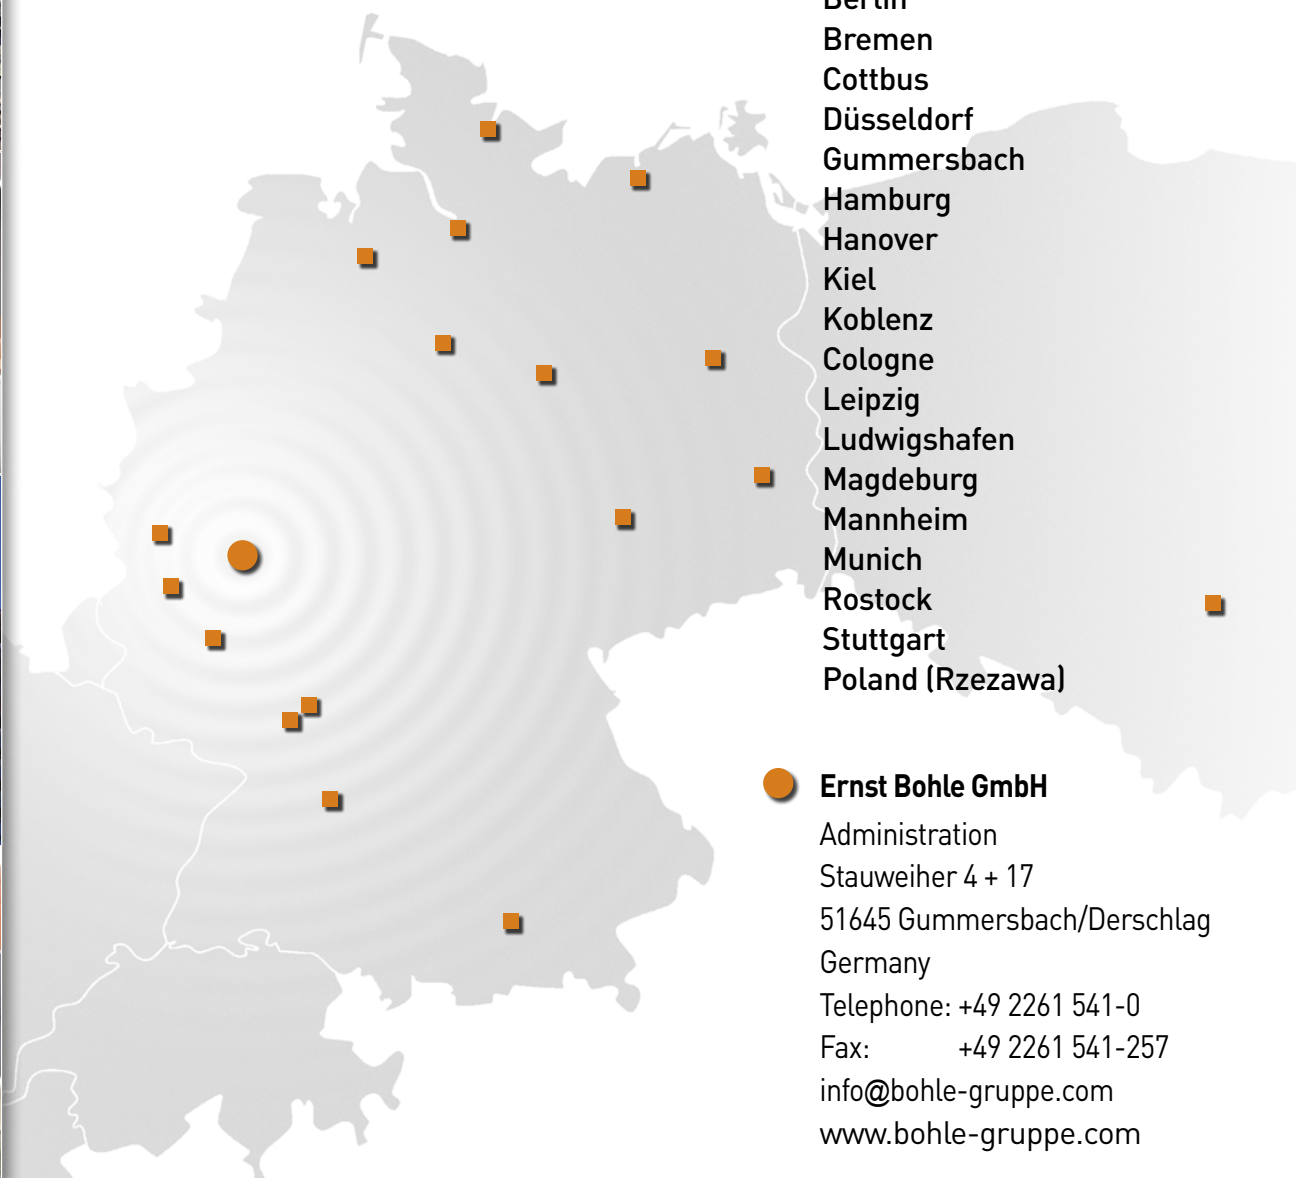 Berlin
Bremen
Cottbus
Düsseldorf
Gummersbach
Hamburg
Hanover
Kiel
Koblenz
Cologne
Leipzig
Ludwigshafen
Magdeburg
Mannheim
Munich
Rostock
Stuttgart
Poland (Rzezawa)
Ernst Bohle GmbH
Administration
Stauweiher 4 + 17
51645 Gummersbach/Derschlag
Germany
Telephone: +49 2261 541-0
Fax: +49 2261 541-257
info@bohle-gruppe.com
www.bohle-gruppe.com